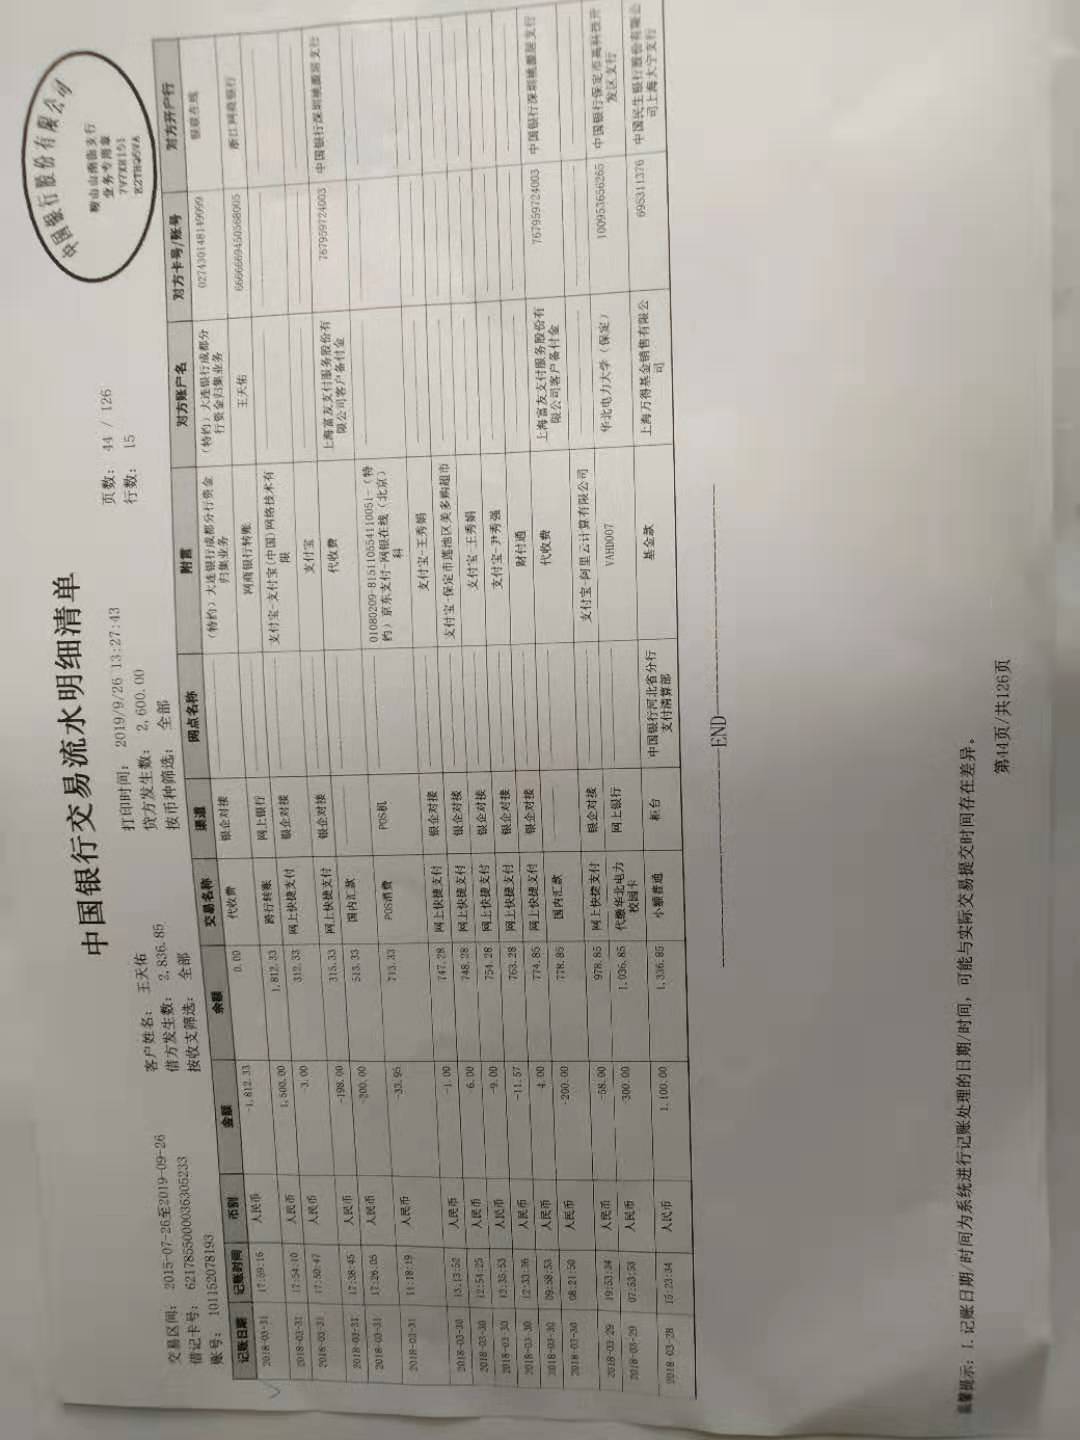 中国银行股份有限公司
鞍山山南街支行
业务专用章
中国银行交易流水明细清单
交易区间： 2015-07-26至2019-09-26 客户姓名： 王天佑 打印时间： 2019/9/26 13:27:43 页数： 44 / 126
借记卡号： 6217855000036305233 借方发生数： 2,836.85 贷方发生数： 2,600.00 行数： 15
账号： 101152078193 按收支筛选： 全部 按币种筛选： 全部
记账日期 记账时间 币别 金额 余额 交易名称 渠道 网点名称 附言 对方账户名 对方卡号/账号 对方开户行
2018-03-31 17:59:16 人民币 -1,812.33 0.00 代收费 银企对接 （特约）大连银行成都分行资金归集业务 （特约）大连银行成都分行资金归集业务 0274301481149999 银联在线
2018-03-31 17:54:10 人民币 1,500.00 1,812.33 跨行转账 网上银行 网商银行转账 王天佑 6666669450568005 浙江网商银行
2018-03-31 17:50:47 人民币 -3.00 312.33 网上快捷支付 银企对接 支付宝-支付宝(中国)网络技术有限
2018-03-31 17:38:45 人民币 -198.00 315.33 网上快捷支付 银企对接 支付宝
2018-03-31 17:26:05 人民币 -200.00 513.33 国内汇款 代收费 上海富友支付服务股份有限公司客户备付金 767959724003 中国银行深圳桃源居支行
2018-03-31 11:18:19 人民币 -33.95 713.33 POS消费 POS机 01080209-815110554110051-（特约）京东支付-网银在线（北京）科
2018-03-30 13:13:52 人民币 -1.00 747.28 网上快捷支付 银企对接 支付宝-王秀娟
2018-03-30 12:54:25 人民币 -6.00 748.28 网上快捷支付 银企对接 支付宝-保定市莲池区美多购超市
2018-03-30 12:35:53 人民币 -9.00 754.28 网上快捷支付 银企对接 支付宝-王秀娟
2018-03-30 12:33:36 人民币 -11.57 763.28 网上快捷支付 银企对接 支付宝-尹秀强
2018-03-30 09:58:53 人民币 4.00 774.85 网上快捷支付 银企对接 财付通
2018-03-30 08:21:50 人民币 -200.00 778.85 国内汇款 代收费 上海富友支付服务股份有限公司客户备付金 767959724003 中国银行深圳桃源居支行
2018-03-29 19:53:24 人民币 -58.00 978.85 网上快捷支付 银企对接 支付宝-阿里云计算有限公司
2018-03-29 07:53:53 人民币 -300.00 1,036.85 代缴华北电力校园卡 网上银行 VAHD007 华北电力大学（保定） 100953656265 中国银行保定市高科技开发区支行
2018-03-28 15:23:34 人民币 1,100.00 1,336.85 小额普通 柜台 中国银行河北省分行支付清算部 基金款 上海万得基金销售有限公司 695311376 中国民生银行股份有限公司上海大宁支行
END
温馨提示：1.记账日期/时间为系统进行记账处理的日期/时间，可能与实际交易提交时间存在差异。
第44页/共126页